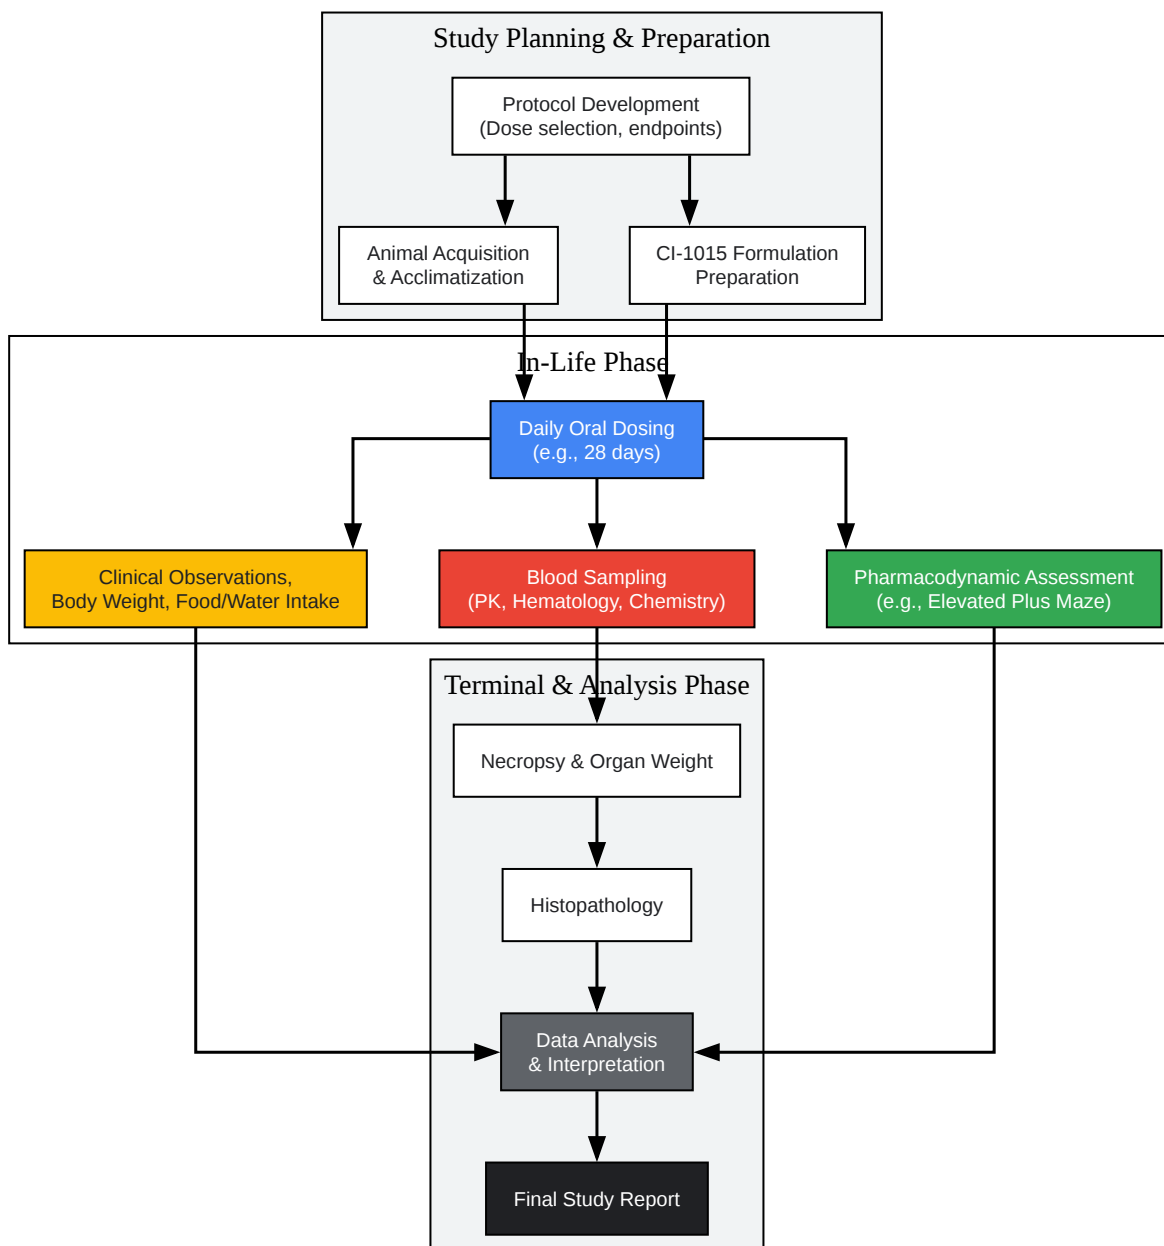 Study Planning & Preparation
Protocol Development
(Dose selection, endpoints)
Animal Acquisition
& Acclimatization
CI-1015 Formulation
Preparation
In-Life Phase
Daily Oral Dosing
(e.g., 28 days)
Clinical Observations,
Body Weight, Food/Water Intake
Blood Sampling
(PK, Hematology, Chemistry)
Pharmacodynamic Assessment
(e.g., Elevated Plus Maze)
Terminal & Analysis Phase
Necropsy & Organ Weight
Histopathology
Data Analysis
& Interpretation
Final Study Report